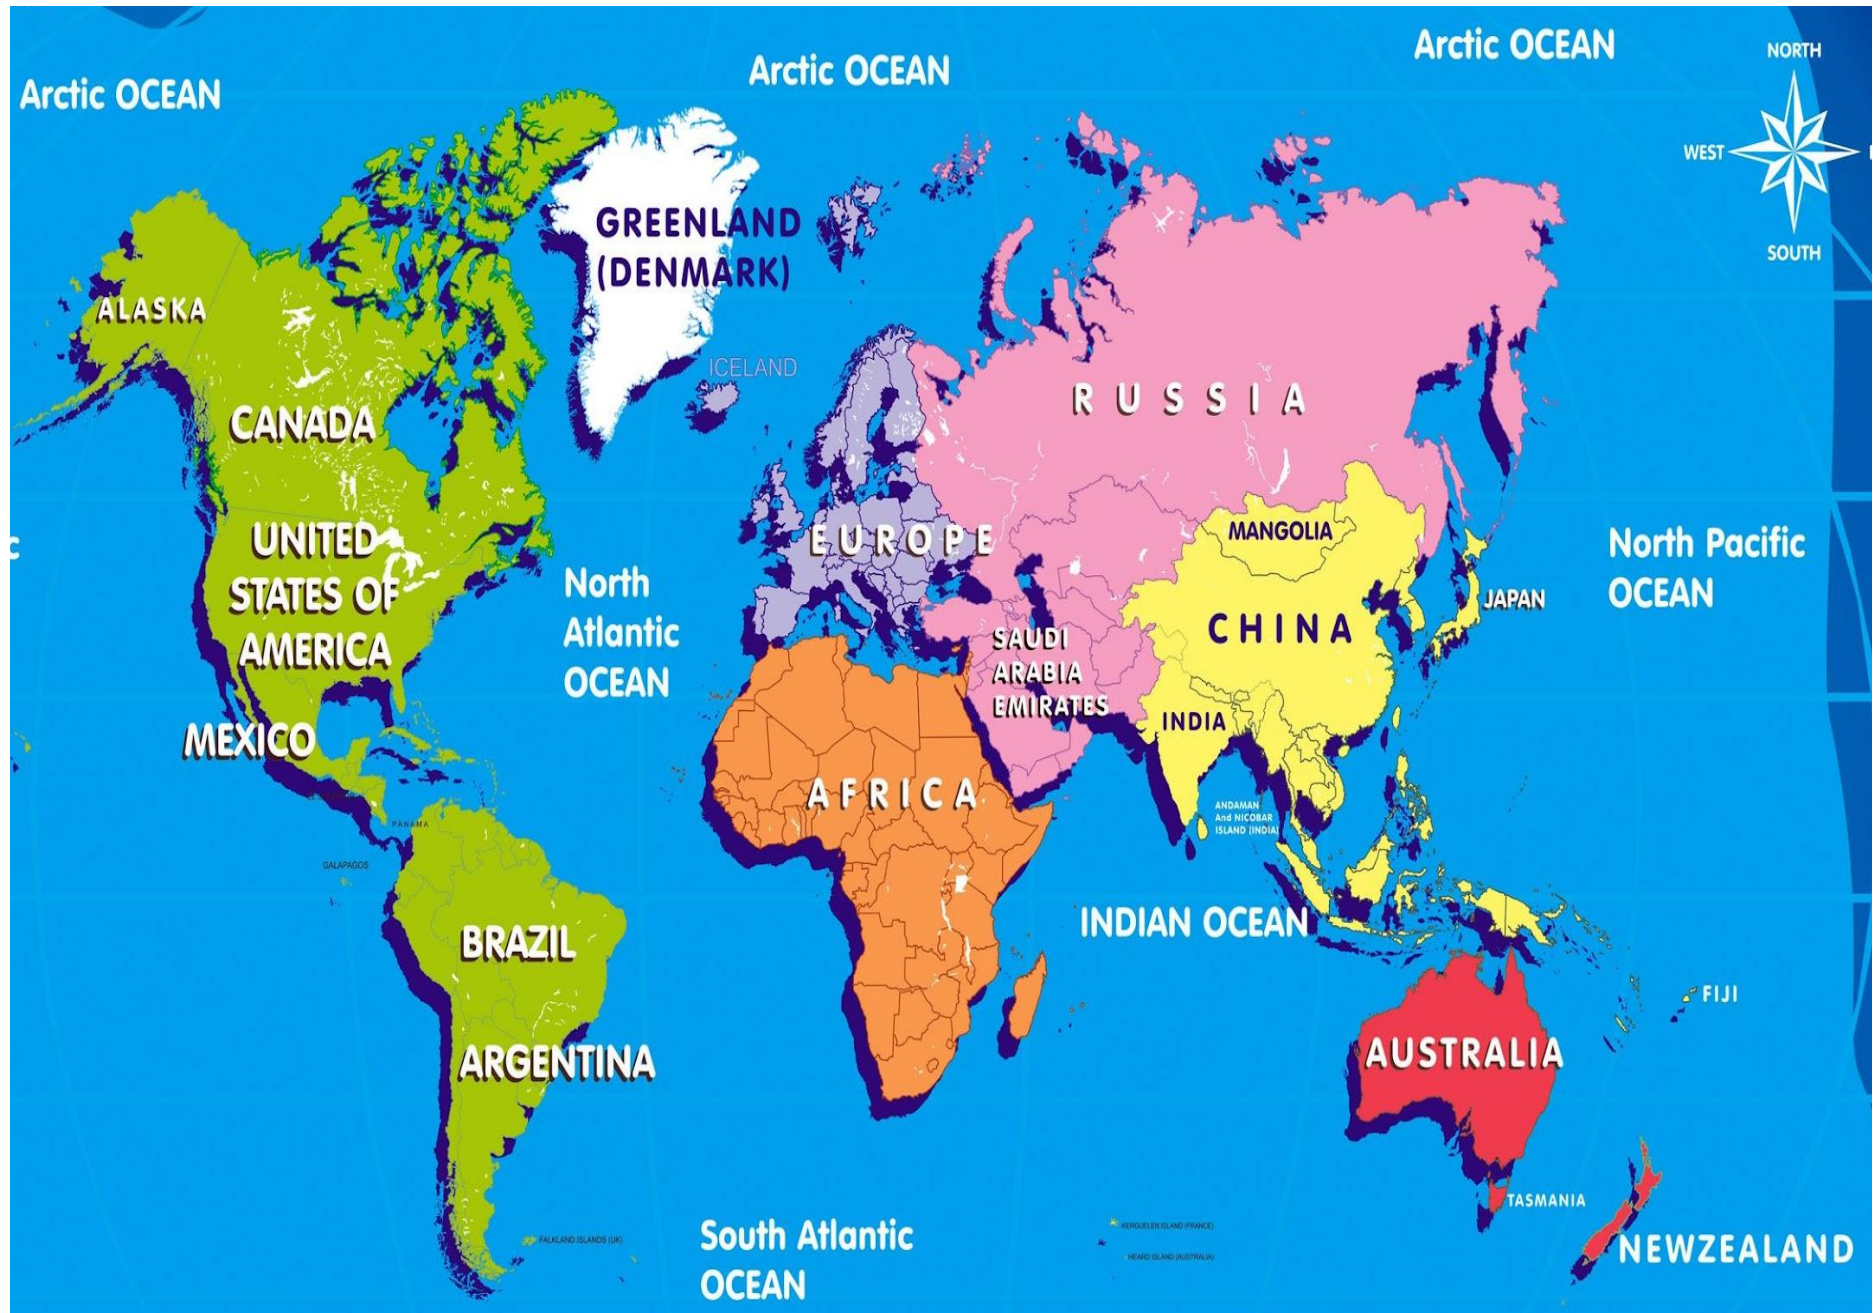 Arctic OCEAN
Arctic OCEAN
Arctic OCEAN
NORTH
WEST
SOUTH
GREENLAND
(DENMARK)
ALASKA
ICELAND
CANADA
RUSSIA
UNITED
STATES OF
AMERICA
EUROPE
MANGOLIA
North Pacific
OCEAN
c
North
Atlantic
OCEAN
CHINA
JAPAN
SAUDI
ARABIA
EMIRATES
MEXICO
INDIA
AFRICA
ANDAMAN
And NICOBAR
ISLAND (INDIA)
PANAMA
GALAPAGOS
BRAZIL
INDIAN OCEAN
FIJI
ARGENTINA
AUSTRALIA
TASMANIA
South Atlantic
OCEAN
FALKLAND ISLANDS (UK)
KERGUELEN ISLAND (FRANCE)
HEARD ISLAND (AUSTRALIA)
NEWZEALAND